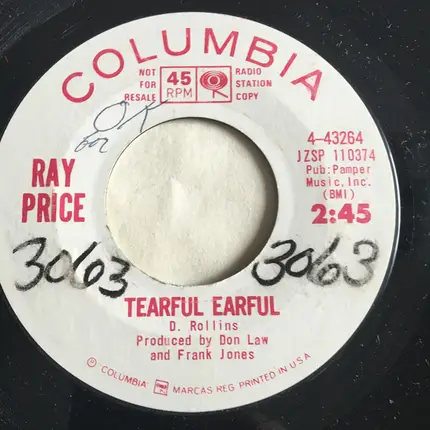 COLUMBIA
NOT FOR RESALE
45 RPM
RADIO STATION COPY
OK
4-43264
JZSP 110374
Pub: Pamper
Music, Inc.
(BMI)
2:45
RAY
PRICE
3063
3063
TEARFUL EARFUL
D. Rollins
Produced by Don Law
and Frank Jones
© "COLUMBIA" MARCAS REG. PRINTED IN U.S.A.